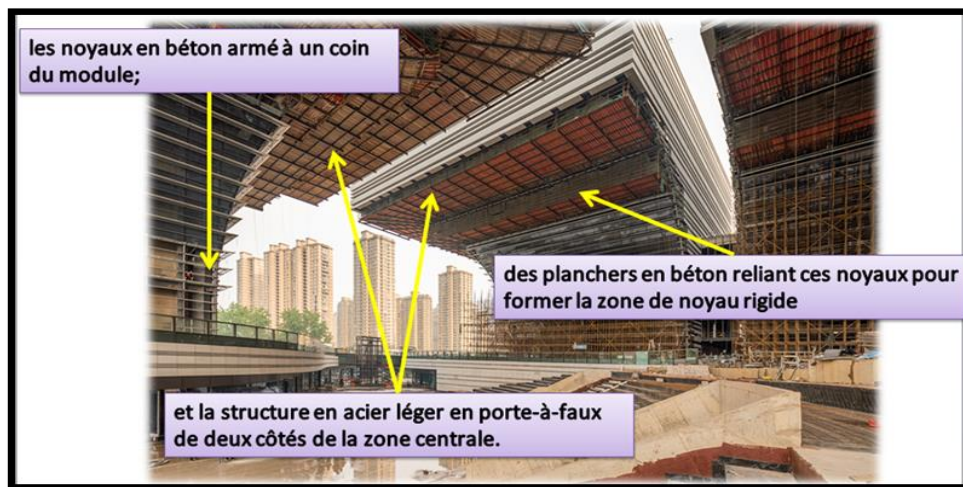 les noyaux en béton armé à un coin
du module;
des planchers en béton reliant ces noyaux pour
former la zone de noyau rigide
et la structure en acier léger en porte-à-faux
de deux côtés de la zone centrale.